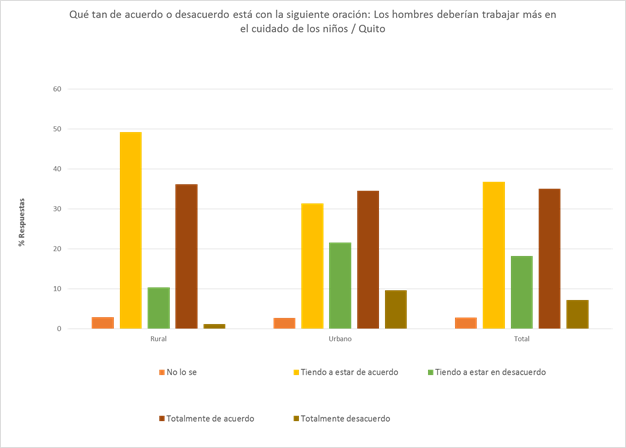 Qué tan de acuerdo o desacuerdo está con la siguiente oración: Los hombres deberían trabajar más en
el cuidado de los niños / Quito
60
50
40
30
20
10
0
% Respuestas
Rural
Urbano
Total
No lo se
Tiendo a estar de acuerdo
Tiendo a estar en desacuerdo
Totalmente de acuerdo
Totalmente desacuerdo